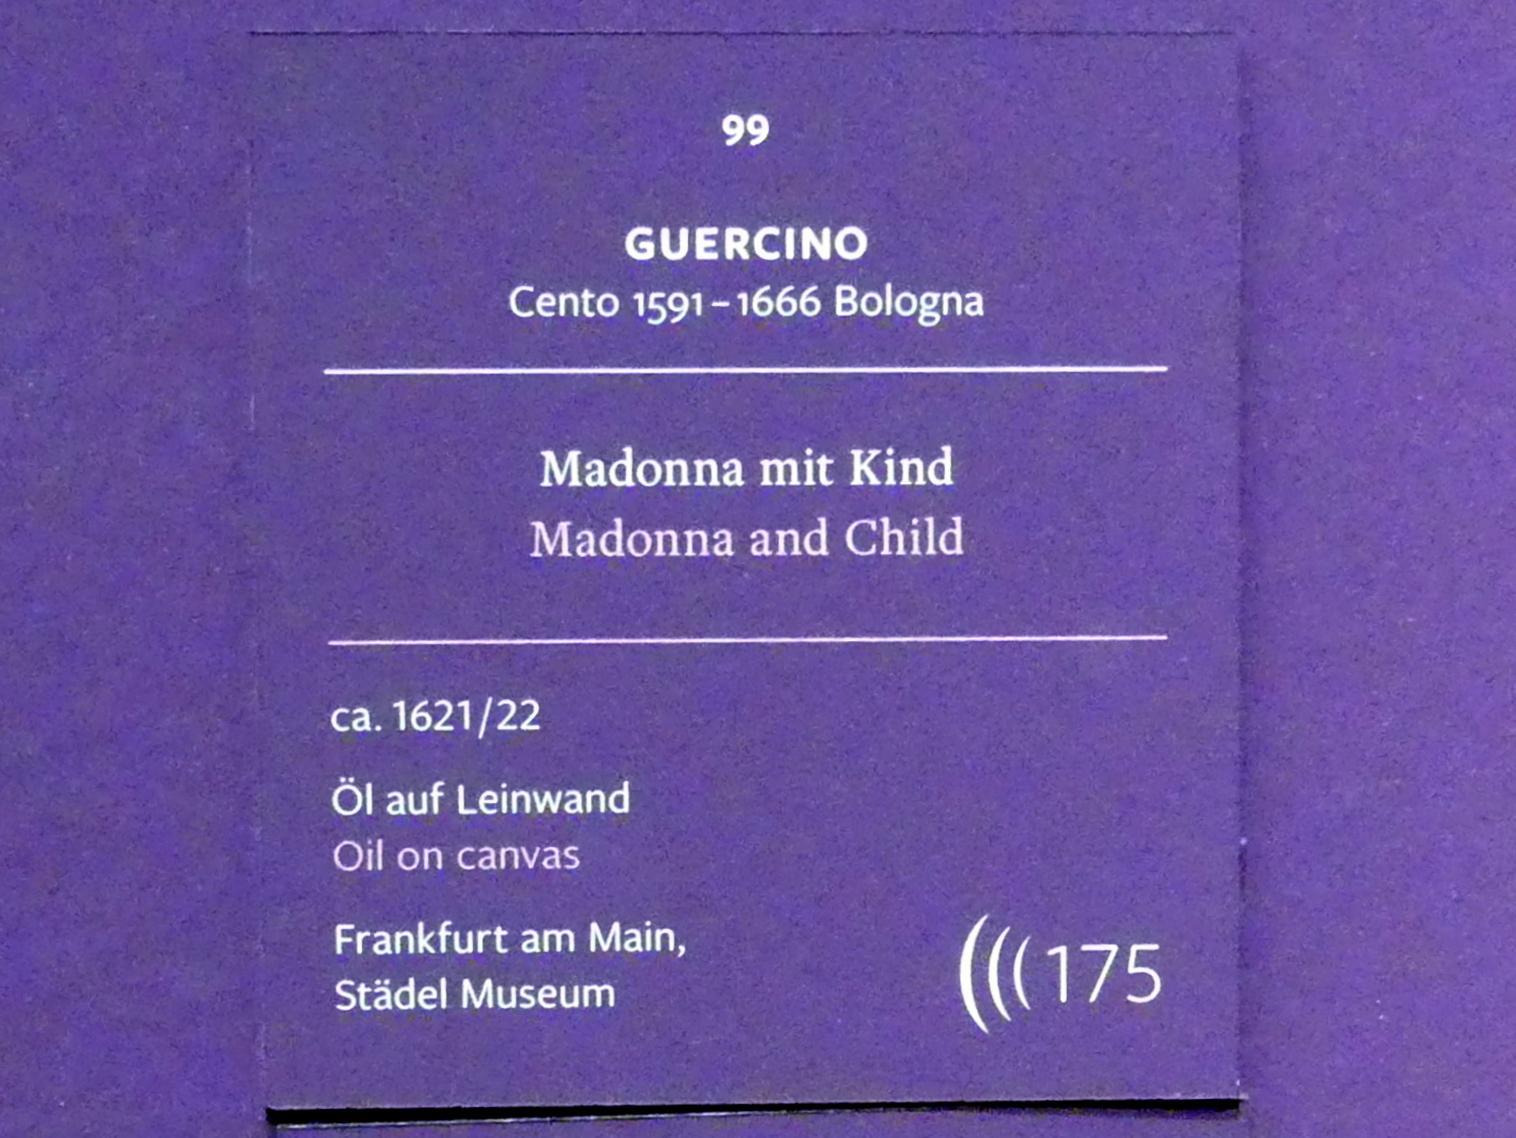 99
GUERCINO
Cento 1591–1666 Bologna
Madonna mit Kind
Madonna and Child
ca. 1621/22
Öl auf Leinwand
Oil on canvas
Frankfurt am Main,
Städel Museum
175